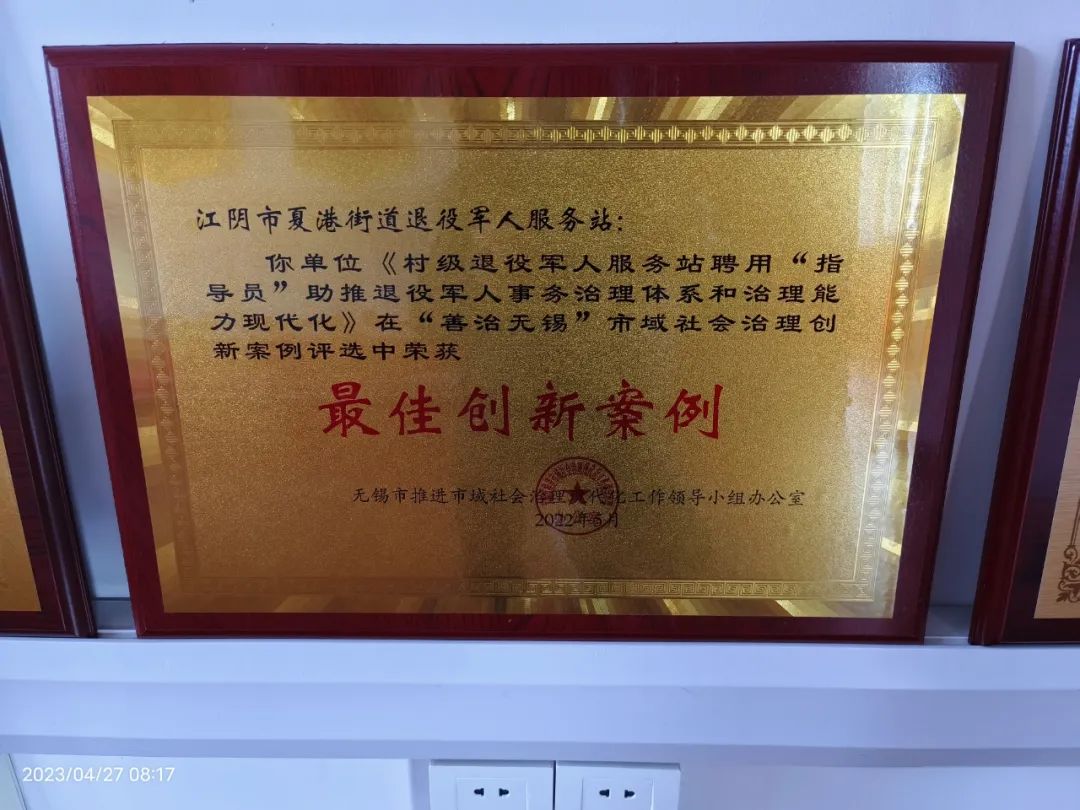 江阴市夏港街道退役军人服务站：
你单位《村级退役军人服务站聘用“指
导员”助推退役军人事务治理体系和治理能
力现代化》在“善治无锡”市域社会治理创
新案例评选中荣获
最佳创新案例
无锡市推进市域社会治理现代化工作领导小组办公室
2022年5月
2023/04/27 08:17